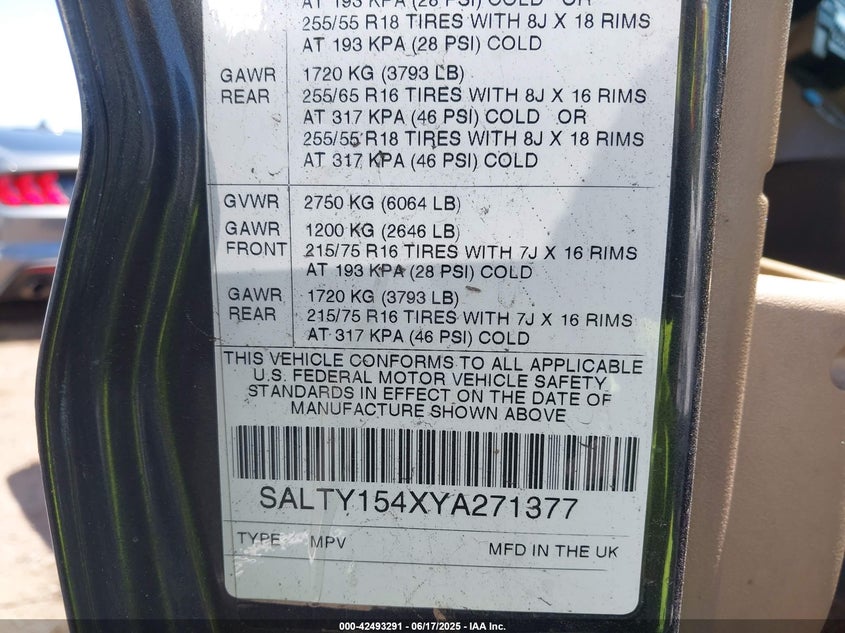 AT 193 KPA (28 PSI) COLD OR
255/55 R18 TIRES WITH 8J X 18 RIMS
AT 193 KPA (28 PSI) COLD
GAWR REAR 1720 KG (3793 LB)
255/65 R16 TIRES WITH 8J X 16 RIMS
AT 317 KPA (46 PSI) COLD OR
255/55 R18 TIRES WITH 8J X 18 RIMS
AT 317 KPA (46 PSI) COLD
GVWR 2750 KG (6064 LB)
GAWR 1200 KG (2646 LB)
FRONT 215/75 R16 TIRES WITH 7J X 16 RIMS
AT 193 KPA (28 PSI) COLD
GAWR 1720 KG (3793 LB)
REAR 215/75 R16 TIRES WITH 7J X 16 RIMS
AT 317 KPA (46 PSI) COLD
THIS VEHICLE CONFORMS TO ALL APPLICABLE
U.S. FEDERAL MOTOR VEHICLE SAFETY
STANDARDS IN EFFECT ON THE DATE OF
MANUFACTURE SHOWN ABOVE
SALTY154XYA271377
TYPE MPV MFD IN THE UK
000-42493291 - 06/17/2025 - IAA Inc.